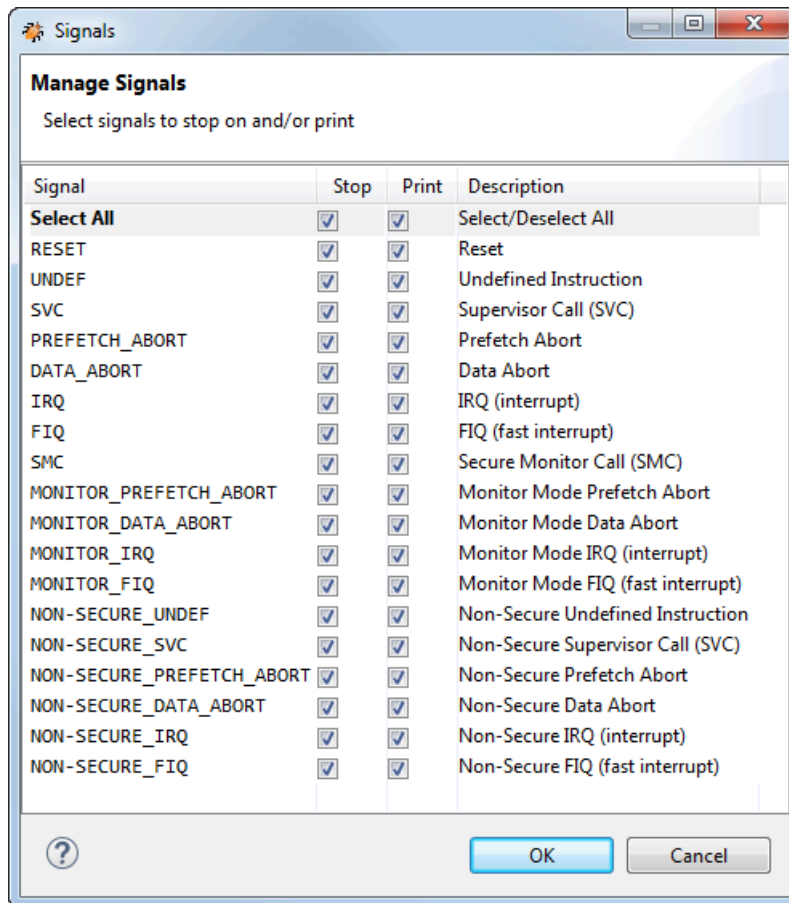 Signals
Manage Signals
Select signals to stop on and/or print
Signal Stop Print Description
Select All Select/Deselect All
RESET Reset
UNDEF Undefined Instruction
SVC Supervisor Call (SVC)
PREFETCH_ABORT Prefetch Abort
DATA_ABORT Data Abort
IRQ IRQ (interrupt)
FIQ FIQ (fast interrupt)
SMC Secure Monitor Call (SMC)
MONITOR_PREFETCH_ABORT Monitor Mode Prefetch Abort
MONITOR_DATA_ABORT Monitor Mode Data Abort
MONITOR_IRQ Monitor Mode IRQ (interrupt)
MONITOR_FIQ Monitor Mode FIQ (fast interrupt)
NON-SECURE_UNDEF Non-Secure Undefined Instruction
NON-SECURE_SVC Non-Secure Supervisor Call (SVC)
NON-SECURE_PREFETCH_ABORT Non-Secure Prefetch Abort
NON-SECURE_DATA_ABORT Non-Secure Data Abort
NON-SECURE_IRQ Non-Secure IRQ (interrupt)
NON-SECURE_FIQ Non-Secure FIQ (fast interrupt)
? OK Cancel